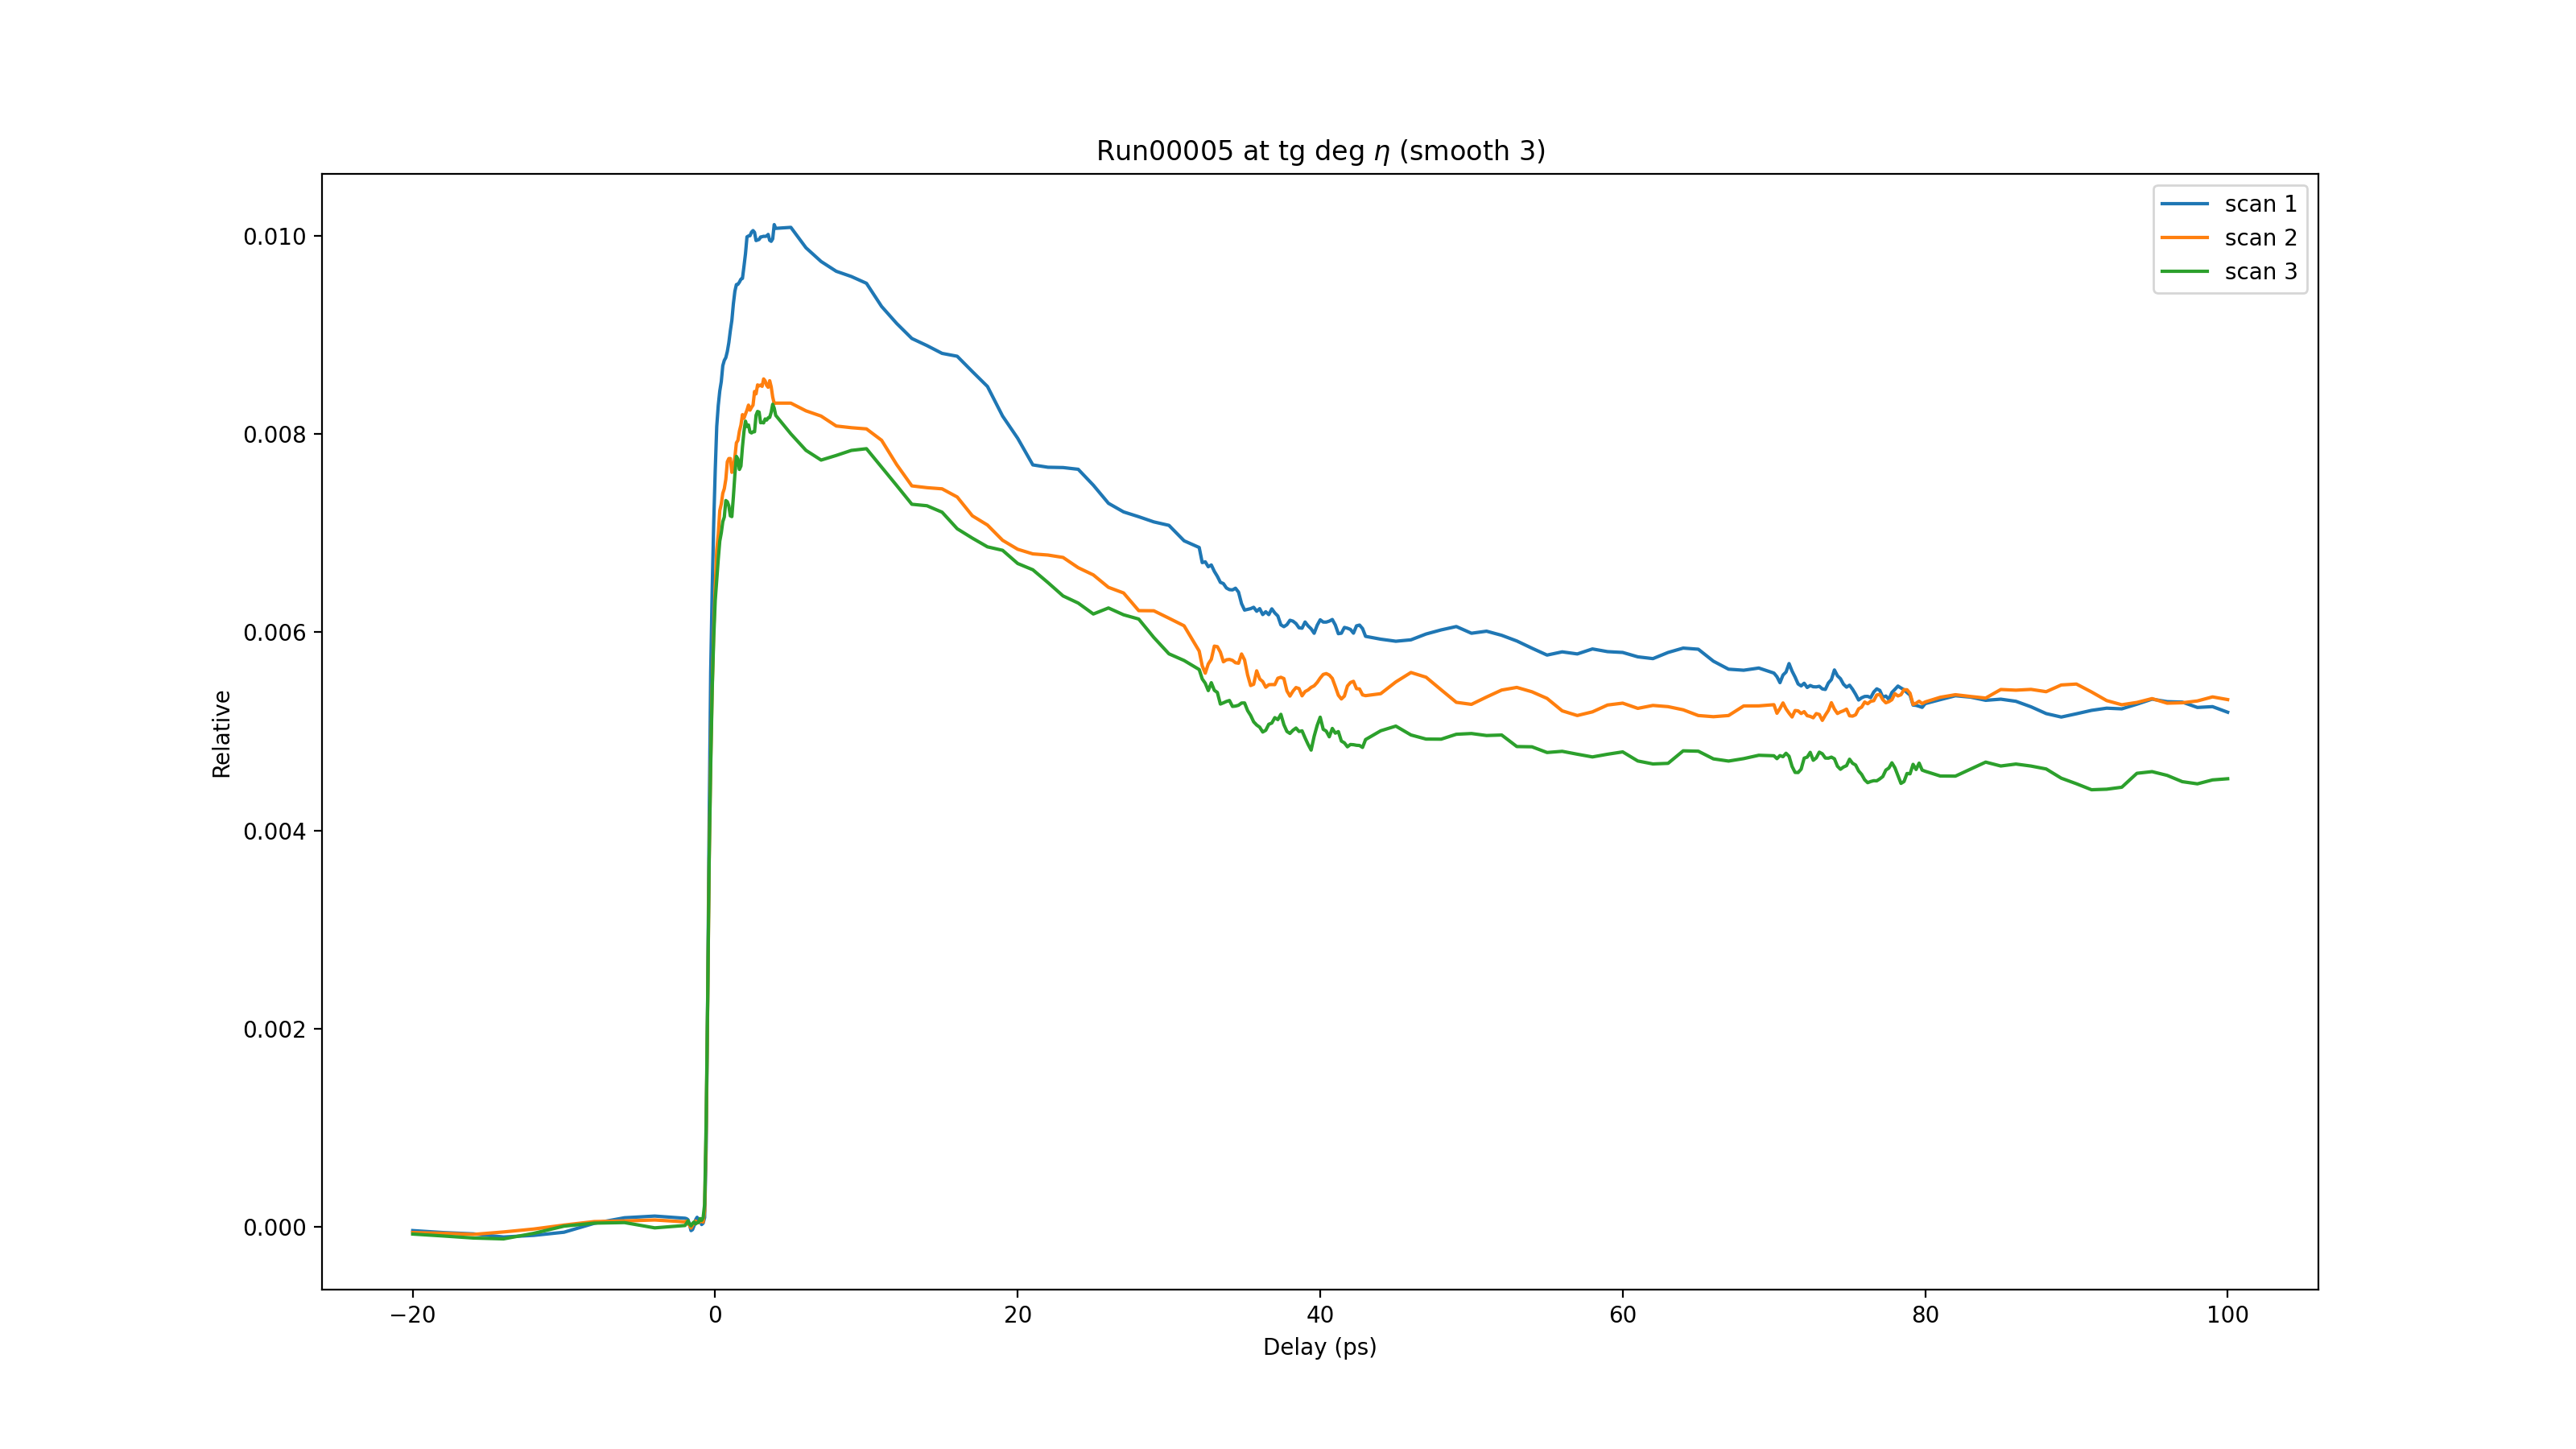 Run00005 at tg deg η (smooth 3)
scan 1
scan 2
scan 3
0.010
0.008
0.006
0.004
0.002
0.000
Relative
−20 0 20 40 60 80 100
Delay (ps)